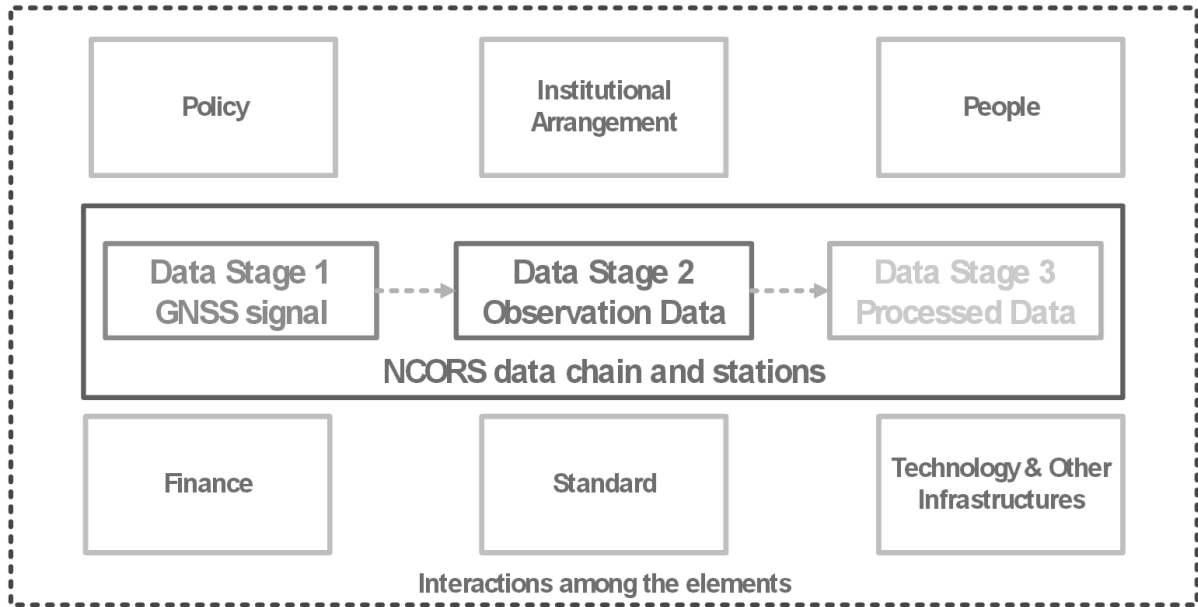 Policy
Institutional
Arrangement
People
Data Stage 1
GNSS signal
Data Stage 2
Observation Data
Data Stage 3
Processed Data
NCORS data chain and stations
Finance
Standard
Technology & Other
Infrastructures
Interactions among the elements